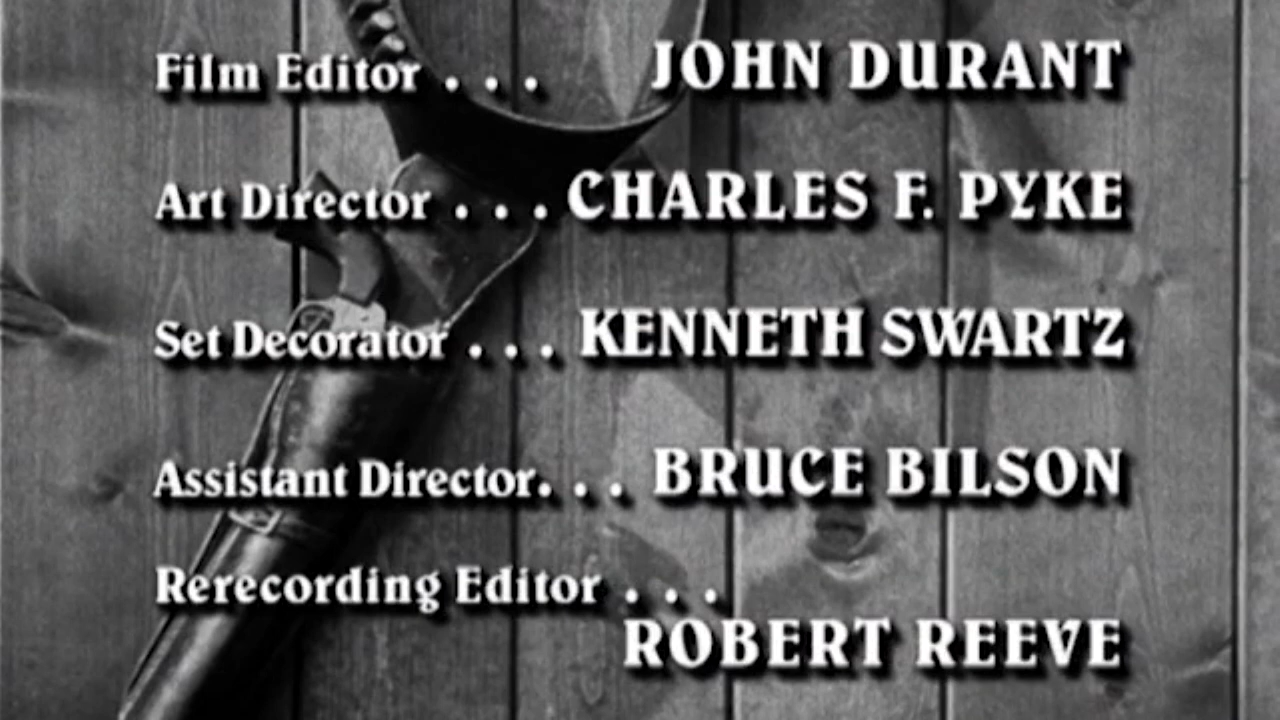 Film Editor . . . JOHN DURANT
Art Director . . . CHARLES F. PYKE
Set Decorator . . . KENNETH SWARTZ
Assistant Director. . . BRUCE BILSON
Rerecording Editor . . .
ROBERT REEVE